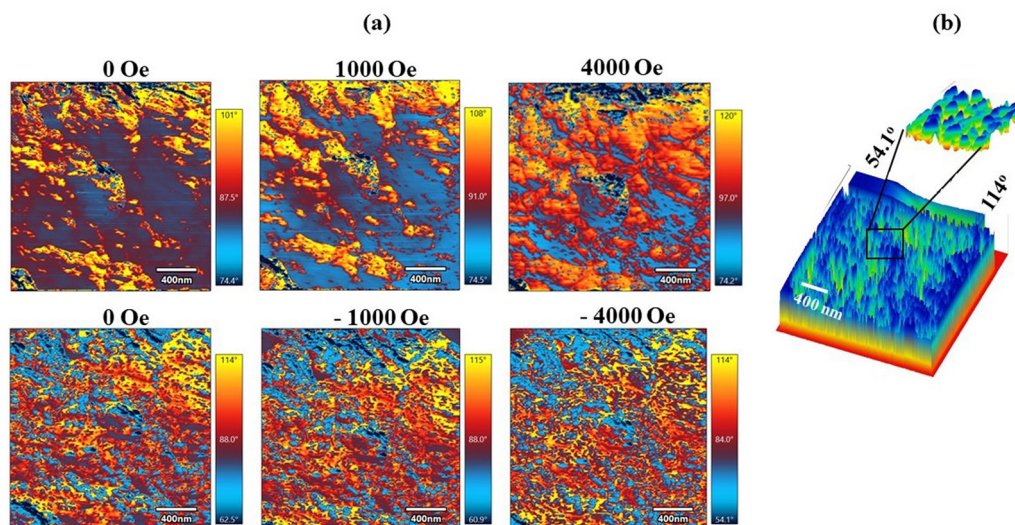 (a)
(b)
0 Oe
1000 Oe
4000 Oe
101°
87.5°
74.4°
400nm
108°
91.0°
74.5°
400nm
120°
97.0°
74.2°
400nm
54.1°
114°
400 nm
0 Oe
- 1000 Oe
- 4000 Oe
114°
88.0°
62.5°
400nm
115°
88.0°
60.9°
400nm
114°
84.0°
54.1°
400nm